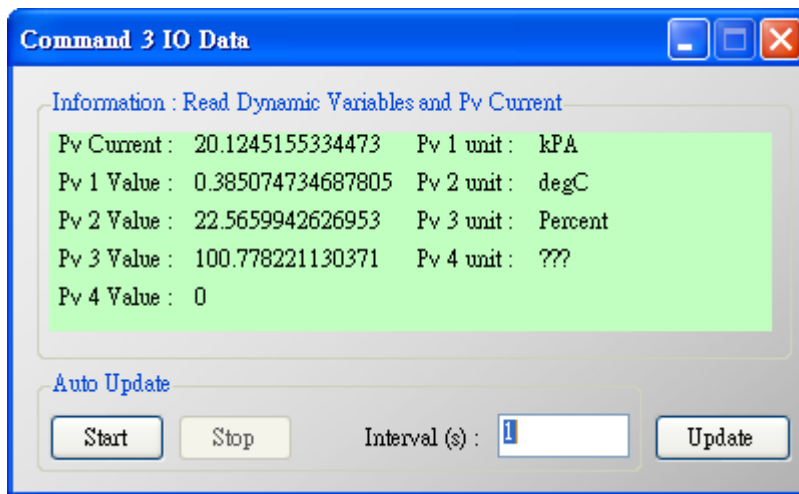 Command 3 IO Data
Information : Read Dynamic Variables and Pv Current
Pv Current : 20.1245155334473 Pv 1 unit : kPA
Pv 1 Value : 0.385074734687805 Pv 2 unit : degC
Pv 2 Value : 22.5659942626953 Pv 3 unit : Percent
Pv 3 Value : 100.778221130371 Pv 4 unit : ???
Pv 4 Value : 0
Auto Update
Start Stop Interval (s) : 1 Update